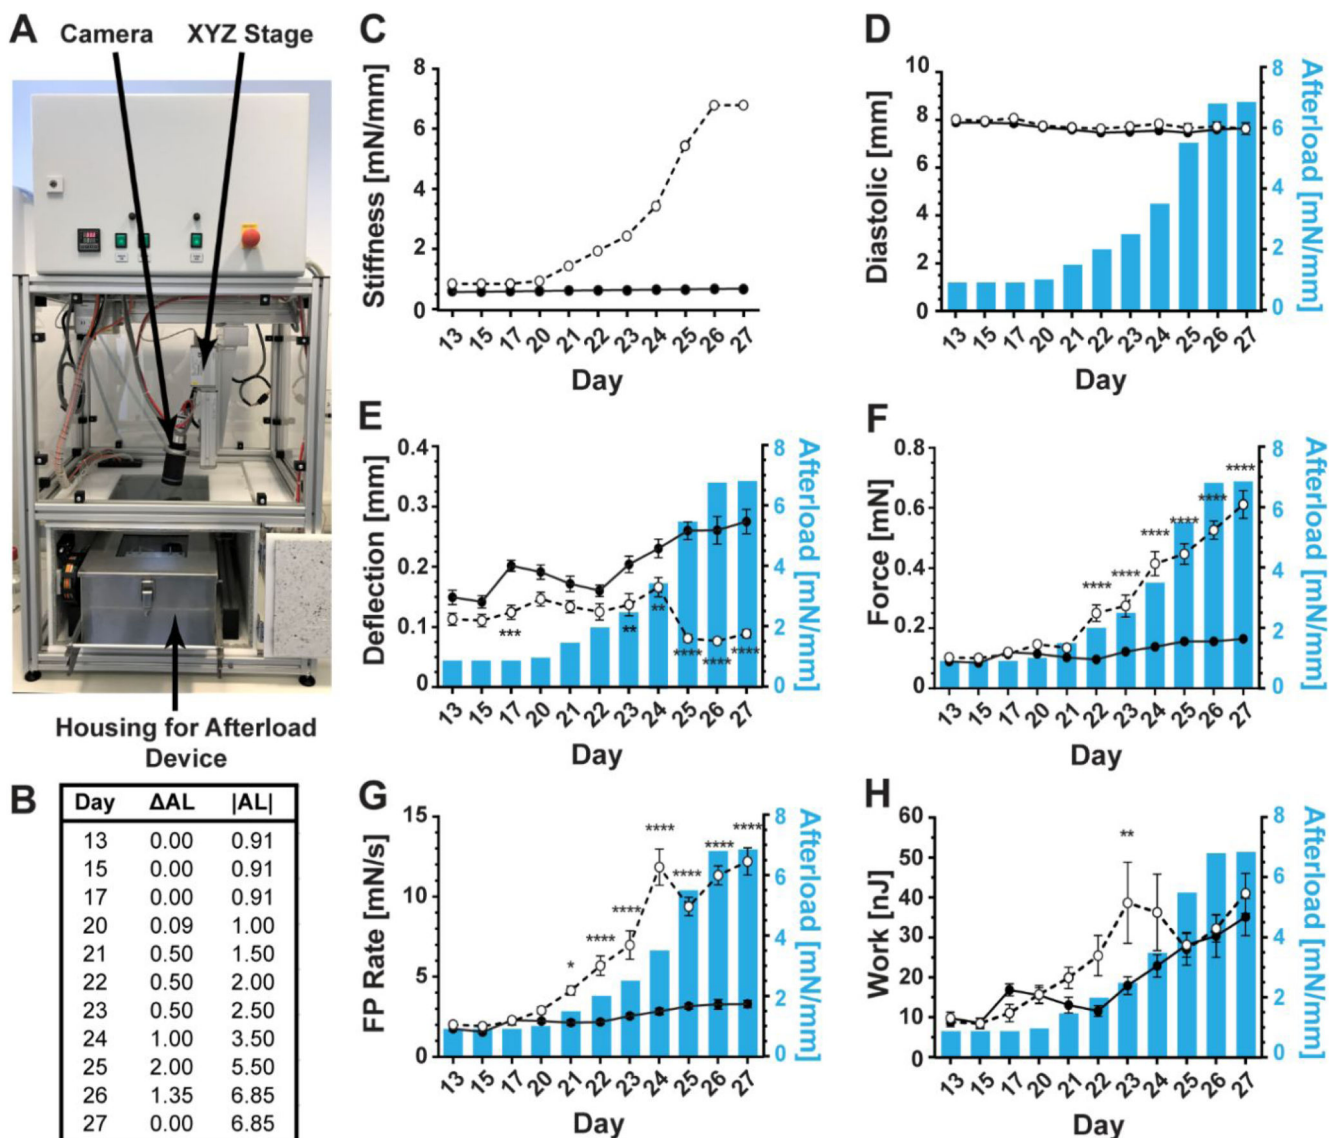 A
Camera
XYZ Stage
Housing for Afterload
Device
B
Day ΔAL |AL|
13 0.00 0.91
15 0.00 0.91
17 0.00 0.91
20 0.09 1.00
21 0.50 1.50
22 0.50 2.00
23 0.50 2.50
24 1.00 3.50
25 2.00 5.50
26 1.35 6.85
27 0.00 6.85
C
Stiffness [mN/mm]
8
6
4
2
0
13 15 17 20 21 22 23 24 25 26 27
Day
D
Diastolic [mm]
10
8
6
4
2
0
Afterload [mN/mm]
8
6
4
2
0
13 15 17 20 21 22 23 24 25 26 27
Day
E
Deflection [mm]
0.4
0.3
0.2
0.1
0
*** ** ** **** **** ****
Afterload [mN/mm]
8
6
4
2
0
13 15 17 20 21 22 23 24 25 26 27
Day
F
Force [mN]
0.8
0.6
0.4
0.2
0
**** **** **** **** **** ****
Afterload [mN/mm]
8
6
4
2
0
13 15 17 20 21 22 23 24 25 26 27
Day
G
FP Rate [mN/s]
15
10
5
0
* **** **** **** **** **** ****
Afterload [mN/mm]
8
6
4
2
0
13 15 17 20 21 22 23 24 25 26 27
Day
H
Work [nJ]
60
50
40
30
20
10
0
**
Afterload [mN/mm]
8
6
4
2
0
13 15 17 20 21 22 23 24 25 26 27
Day